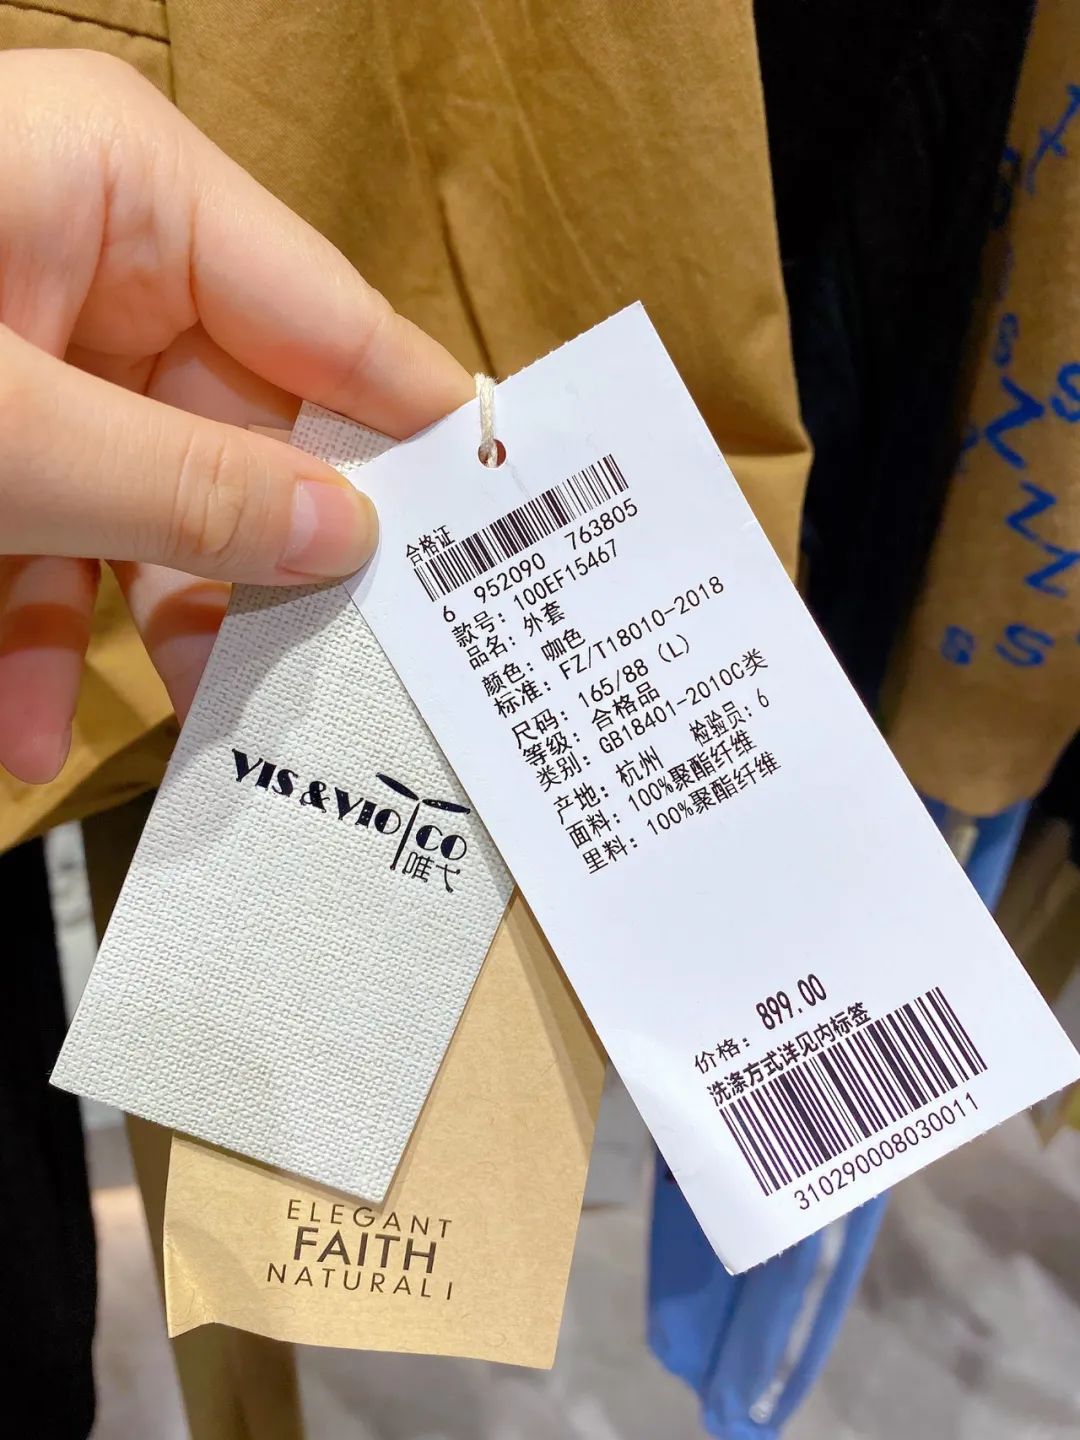 合格证
6 952090 763805
款号：100EF15467
品名：外套
颜色：咖色
标准：FZ/T18010-2018
尺码：165/88（L）
等级：合格品
类别：GB18401-2010C类
产地：杭州 检验员：6
面料：100%聚酯纤维
里料：100%聚酯纤维
价格：899.00
洗涤方式详见内标签
310290008030011
VIS&VIOCO
唯弋
ELEGANT
FAITH
NATURALI